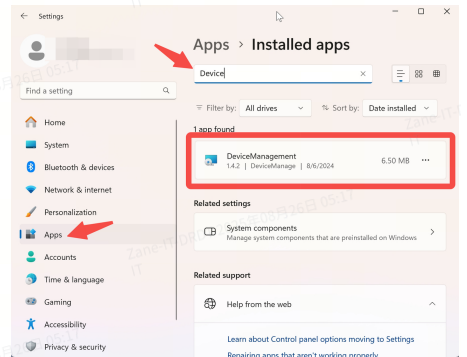 Settings
Find a setting
Home
System
Bluetooth & devices
Network & internet
Personalization
Apps
Accounts
Time & language
Gaming
Accessibility
Privacy & security
Apps > Installed apps
Device
Filter by: All drives
Sort by: Date installed
1 app found
DeviceManagement
1.4.2 | DeviceManage | 8/6/2024
6.50 MB
Related settings
System components
Manage system components that are preinstalled on Windows
Related support
Help from the web
Learn about Control panel options moving to Settings
Repairing apps that aren't working properly